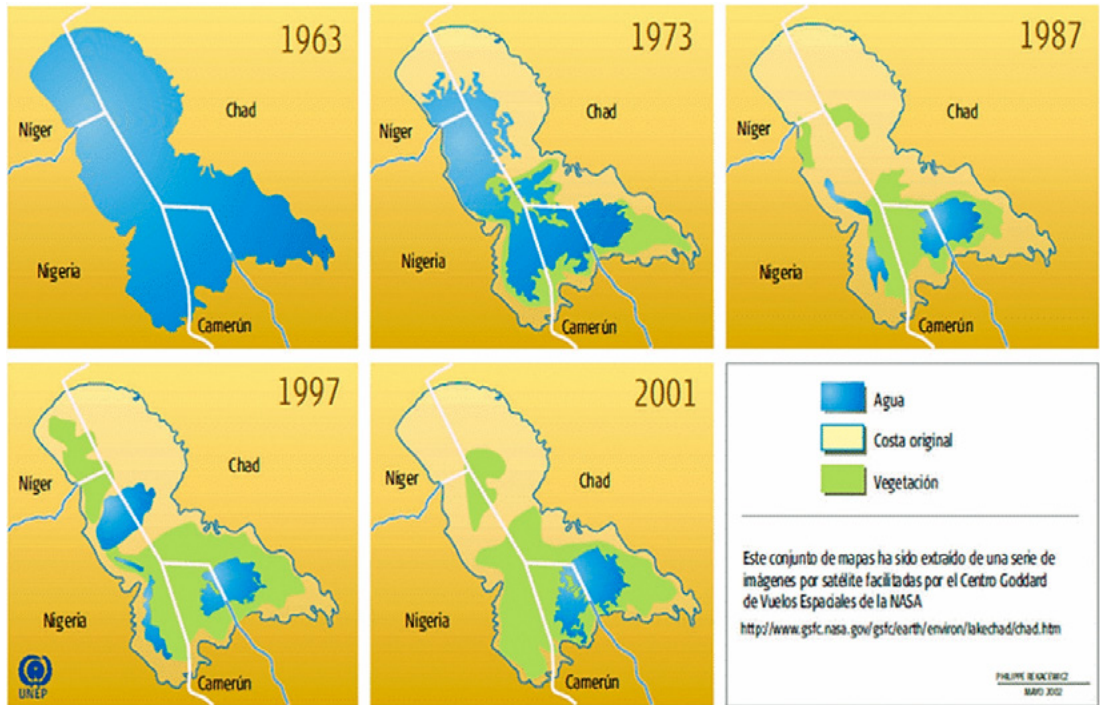 1963
Chad
Níger
Nigeria
Camerún
1973
Chad
Níger
Nigeria
Camerún
1987
Chad
Níger
Nigeria
Camerún
1997
Chad
Níger
Nigeria
Camerún
UNEP
2001
Chad
Níger
Nigeria
Camerún
Agua
Costa original
Vegetación
Este conjunto de mapas ha sido extraído de una serie de
imágenes por satélite facilitadas por el Centro Goddard
de Vuelos Espaciales de la NASA
http://www.gsfc.nasa.gov/gsfc/earth/environ/lakechad/chad.htm
PHILIPPE REKACEWICZ
MAYO 2002